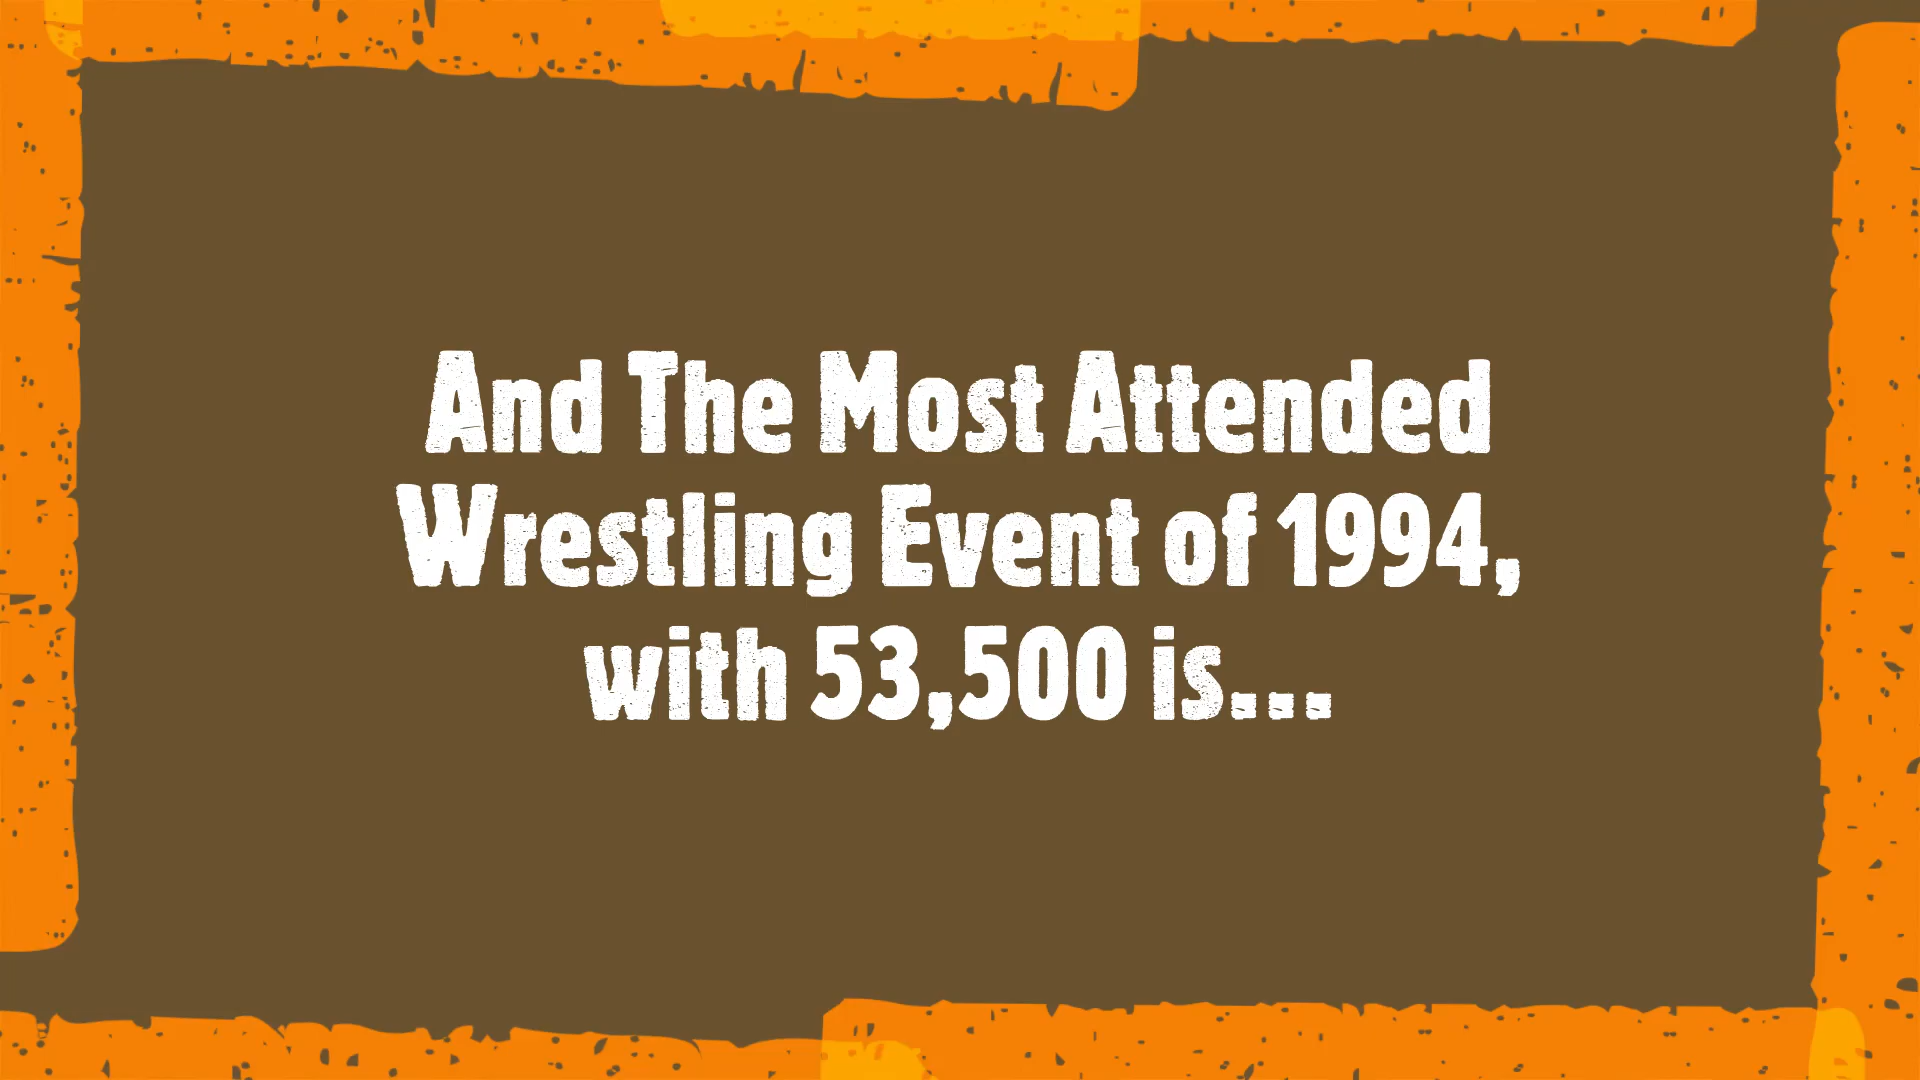 And The Most Attended
Wrestling Event of 1994,
with 53,500 is...